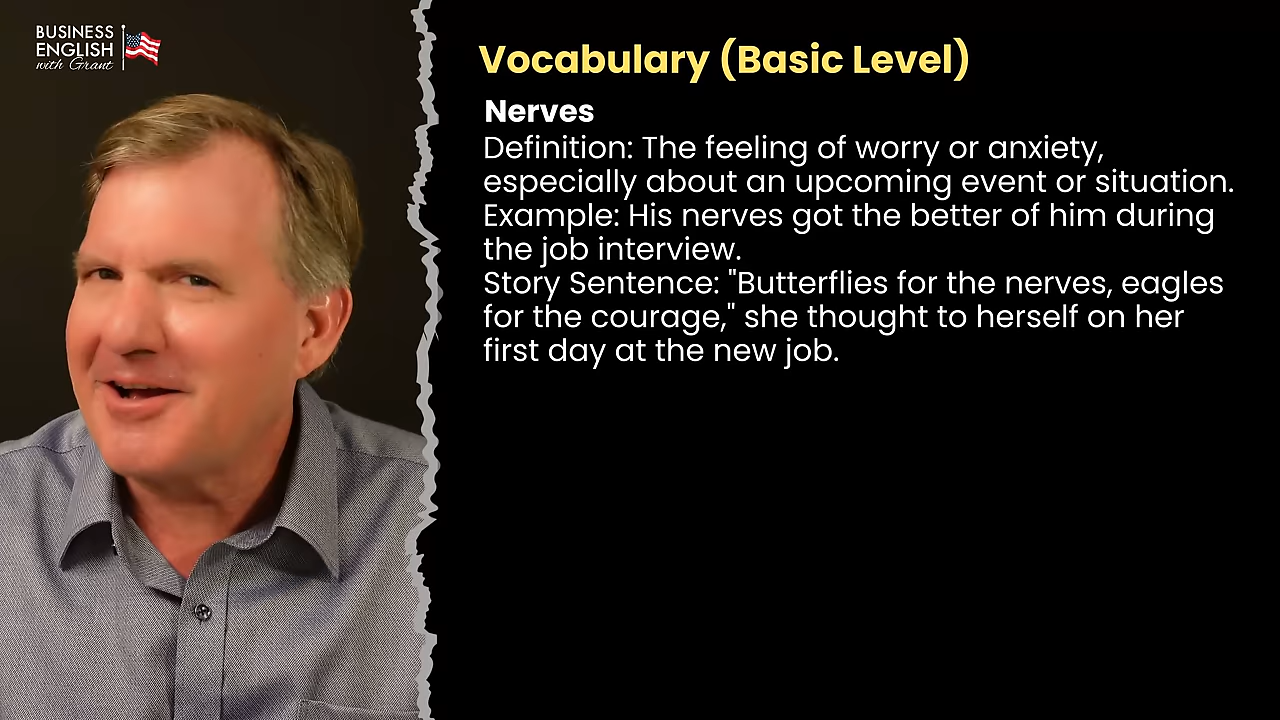 BUSINESS
ENGLISH
with Grant
Vocabulary (Basic Level)
Nerves
Definition: The feeling of worry or anxiety,
especially about an upcoming event or situation.
Example: His nerves got the better of him during
the job interview.
Story Sentence: "Butterflies for the nerves, eagles
for the courage," she thought to herself on her
first day at the new job.